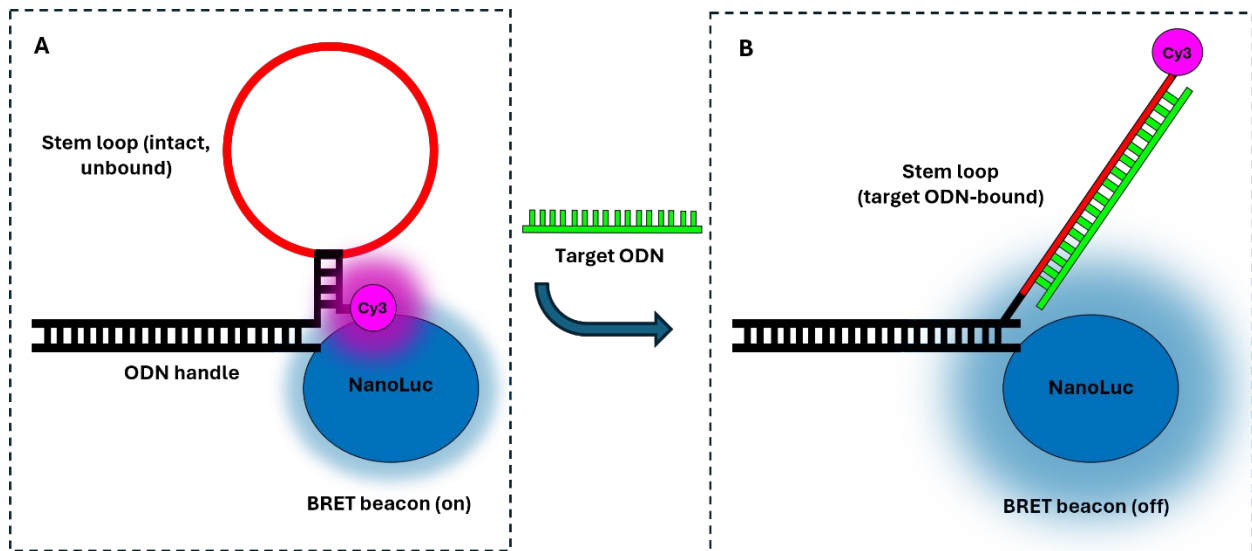 A
Stem loop (intact,
unbound)
Cy3
ODN handle
NanoLuc
BRET beacon (on)
Target ODN
B
Cy3
Stem loop
(target ODN-bound)
NanoLuc
BRET beacon (off)